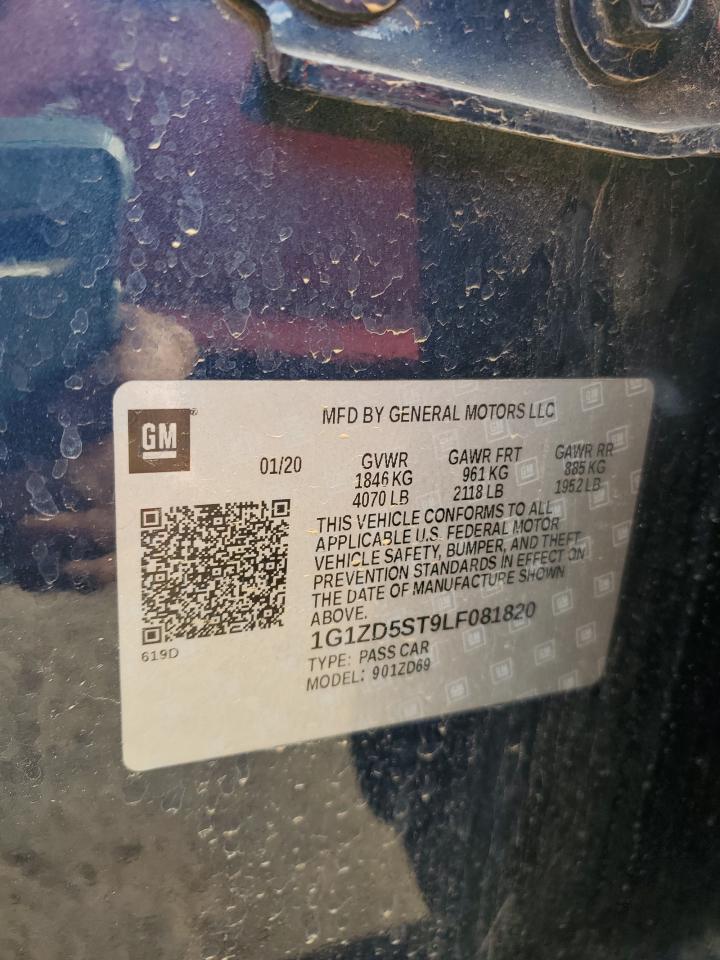 GM
MFD BY GENERAL MOTORS LLC
01/20 GVWR GAWR FRT GAWR RR
1846 KG 961 KG 885 KG
4070 LB 2118 LB 1952 LB
THIS VEHICLE CONFORMS TO ALL
APPLICABLE U.S. FEDERAL MOTOR
VEHICLE SAFETY, BUMPER, AND THEFT
PREVENTION STANDARDS IN EFFECT ON
THE DATE OF MANUFACTURE SHOWN
ABOVE.
1G1ZD5ST9LF081820
TYPE: PASS CAR
MODEL: 901ZD69
619D